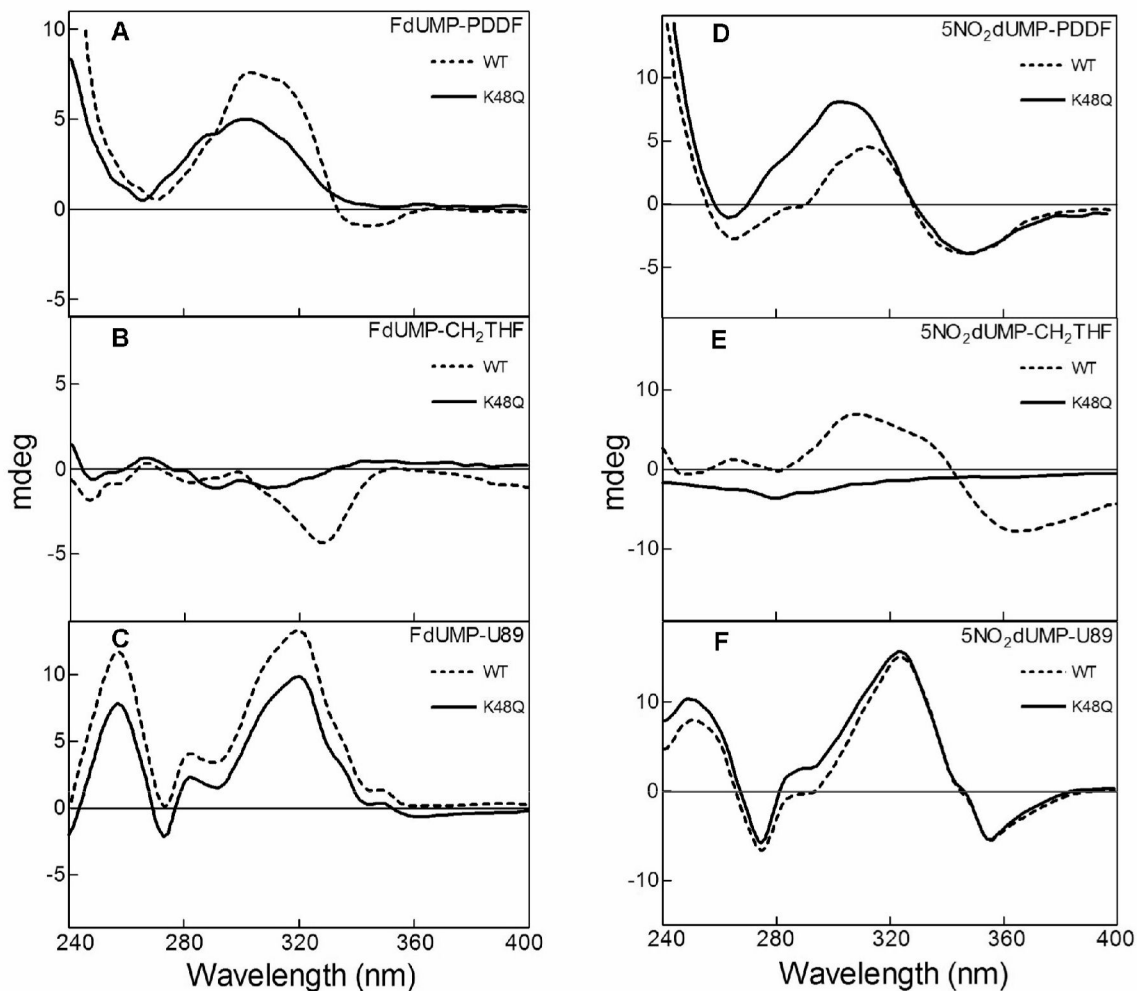 A
FdUMP-PDDF
WT
K48Q
10
5
0
-5
B
FdUMP-CH₂THF
WT
K48Q
5
0
-5
C
FdUMP-U89
WT
K48Q
10
5
0
-5
mdeg
240 280 320 360 400
Wavelength (nm)
D
5NO₂dUMP-PDDF
WT
K48Q
10
5
0
-5
E
5NO₂dUMP-CH₂THF
WT
K48Q
10
0
-10
F
5NO₂dUMP-U89
WT
K48Q
10
0
-10
mdeg
240 280 320 360 400
Wavelength (nm)